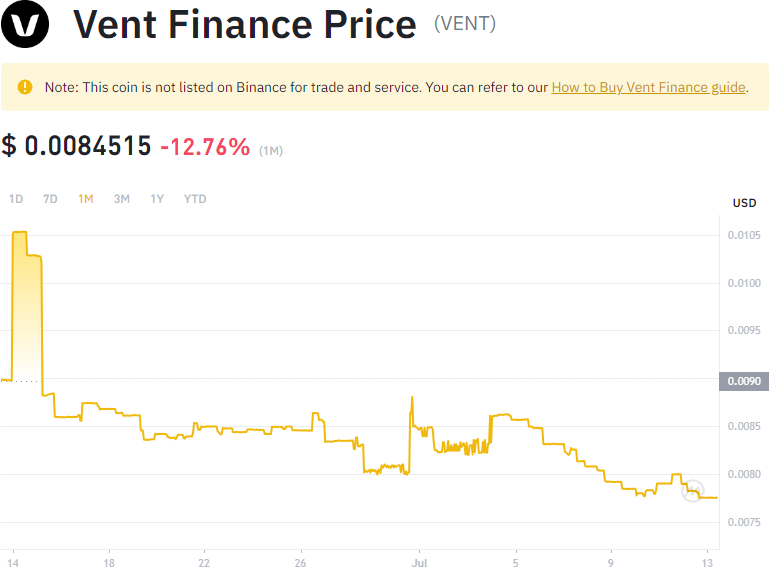 Vent Finance Price (VENT)
Note: This coin is not listed on Binance for trade and service. You can refer to our How to Buy Vent Finance guide.
$ 0.0084515 -12.76% (1M)
1D 7D 1M 3M 1Y YTD
USD
0.0105
0.0100
0.0095
0.0090
0.0085
0.0080
0.0075
14 18 22 26 Jul 5 9 13